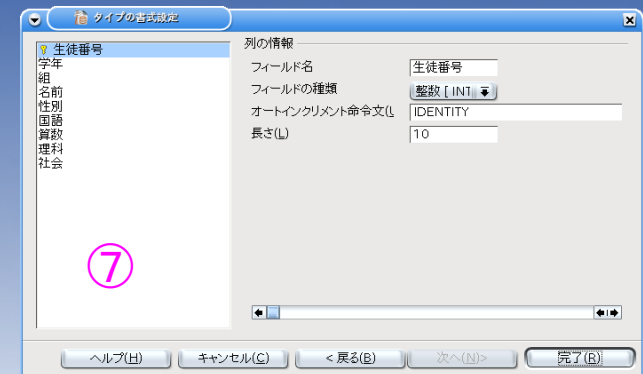 タイプの書式設定
生徒番号
学年
組
名前
性別
国語
算数
理科
社会
⑦
列の情報
フィールド名 生徒番号
フィールドの種類 整数 [ INT
オートインクリメント命令文(L IDENTITY
長さ(L) 10
ヘルプ(H) キャンセル(C) < 戻る(B) 次へ(N)> 完了(R)